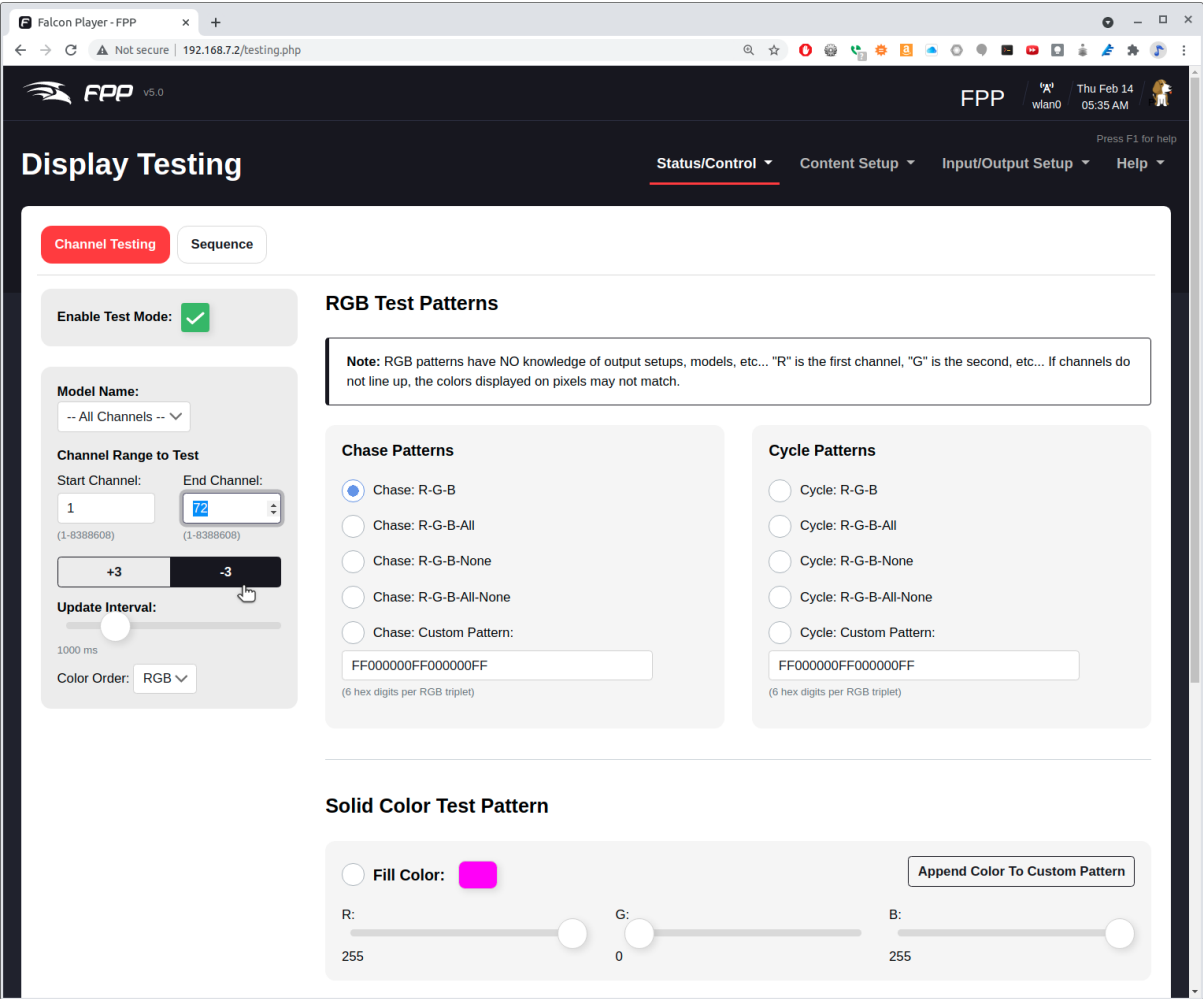 Falcon Player - FPP
Not secure | 192.168.7.2/testing.php
FPP v5.0
FPP
wlan0
Thu Feb 14
05:35 AM
Press F1 for help
Display Testing
Status/Control Content Setup Input/Output Setup Help
Channel Testing Sequence
Enable Test Mode:
Model Name:
-- All Channels --
Channel Range to Test
Start Channel: End Channel:
1 72
(1-8388608) (1-8388608)
+3 -3
Update Interval:
1000 ms
Color Order: RGB
RGB Test Patterns
Note: RGB patterns have NO knowledge of output setups, models, etc... "R" is the first channel, "G" is the second, etc... If channels do
not line up, the colors displayed on pixels may not match.
Chase Patterns
Chase: R-G-B
Chase: R-G-B-All
Chase: R-G-B-None
Chase: R-G-B-All-None
Chase: Custom Pattern:
FF000000FF000000FF
(6 hex digits per RGB triplet)
Cycle Patterns
Cycle: R-G-B
Cycle: R-G-B-All
Cycle: R-G-B-None
Cycle: R-G-B-All-None
Cycle: Custom Pattern:
FF000000FF000000FF
(6 hex digits per RGB triplet)
Solid Color Test Pattern
Fill Color:
Append Color To Custom Pattern
R: G: B:
255 0 255